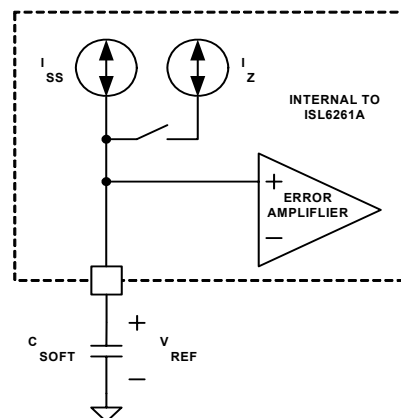 I SS
I Z
INTERNAL TO
ISL6261A
+
ERROR
AMPLIFLIER
—
+
C SOFT
V REF
—